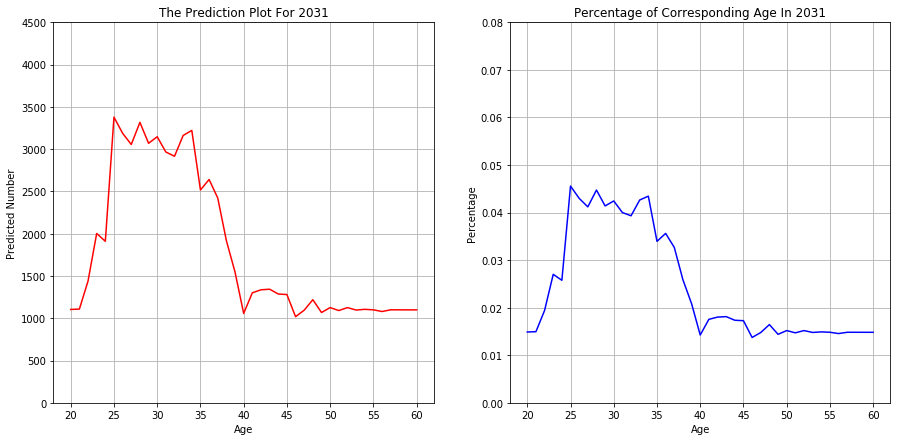 The Prediction Plot For 2031
Predicted Number
4500
4000
3500
3000
2500
2000
1500
1000
500
0
20 25 30 35 40 45 50 55 60
Age
Percentage of Corresponding Age In 2031
Percentage
0.08
0.07
0.06
0.05
0.04
0.03
0.02
0.01
0.00
20 25 30 35 40 45 50 55 60
Age